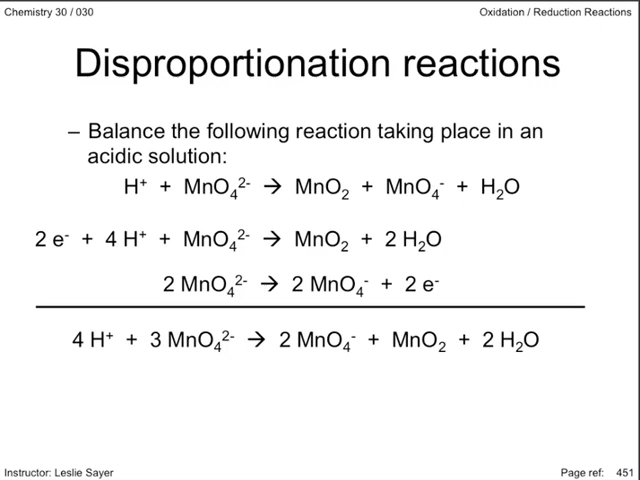 Chemistry 30 / 030
Oxidation / Reduction Reactions
Disproportionation reactions
– Balance the following reaction taking place in an
acidic solution:
H⁺ + MnO₄²⁻ → MnO₂ + MnO₄⁻ + H₂O
2 e⁻ + 4 H⁺ + MnO₄²⁻ → MnO₂ + 2 H₂O
2 MnO₄²⁻ → 2 MnO₄⁻ + 2 e⁻
4 H⁺ + 3 MnO₄²⁻ → 2 MnO₄⁻ + MnO₂ + 2 H₂O
Instructor: Leslie Sayer
Page ref: 451